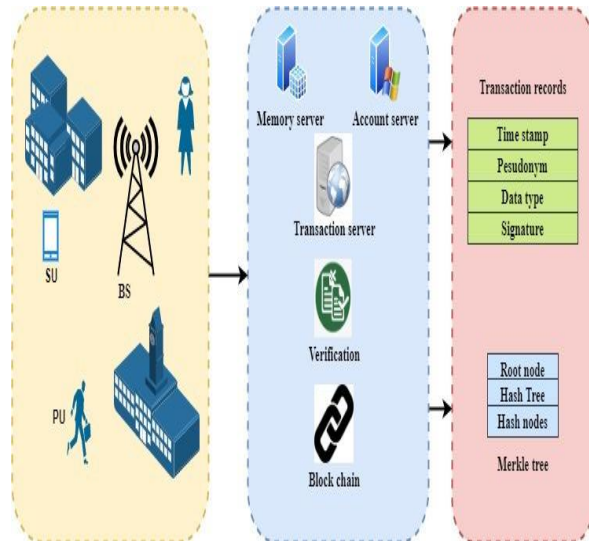 SU
BS
PU
Memory server
Account server
Transaction server
Verification
Block chain
Transaction records
Time stamp
Pesudonym
Data type
Signature
Root node
Hash Tree
Hash nodes
Merkle tree